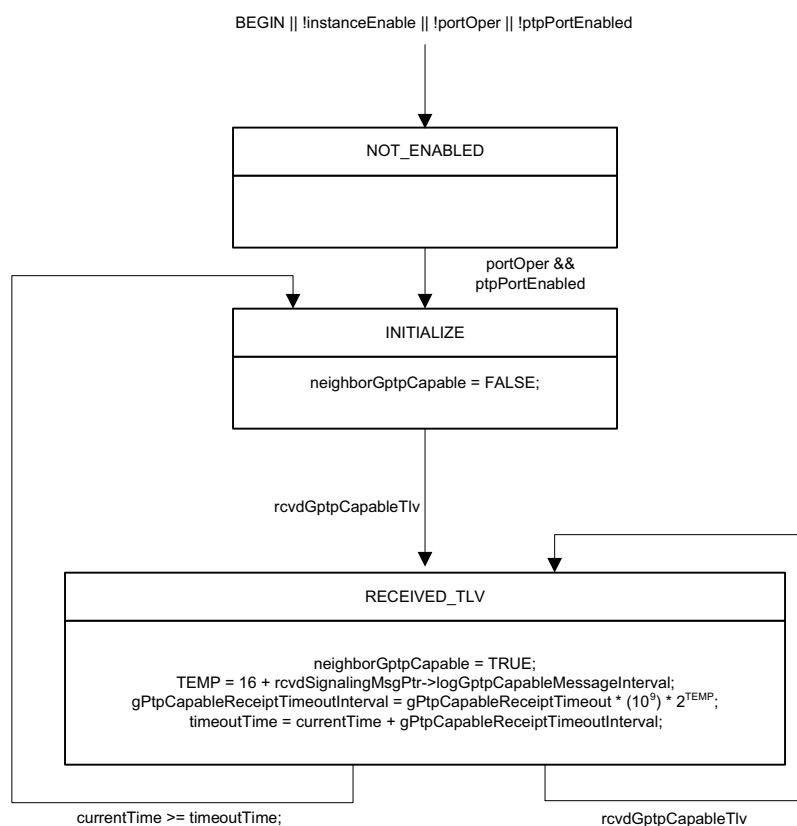 BEGIN || !instanceEnable || !portOper || !ptpPortEnabled
NOT_ENABLED
portOper &&
ptpPortEnabled
INITIALIZE
neighborGptpCapable = FALSE;
rcvdGptpCapableTlv
RECEIVED_TLV
neighborGptpCapable = TRUE;
TEMP = 16 + rcvdSignalingMsgPtr->logGptpCapableMessageInterval;
gPtpCapableReceiptTimeoutInterval = gPtpCapableReceiptTimeout * (10⁹) * 2ᵀᴱᴹᴾ;
timeoutTime = currentTime + gPtpCapableReceiptTimeoutInterval;
currentTime >= timeoutTime;
rcvdGptpCapableTlv